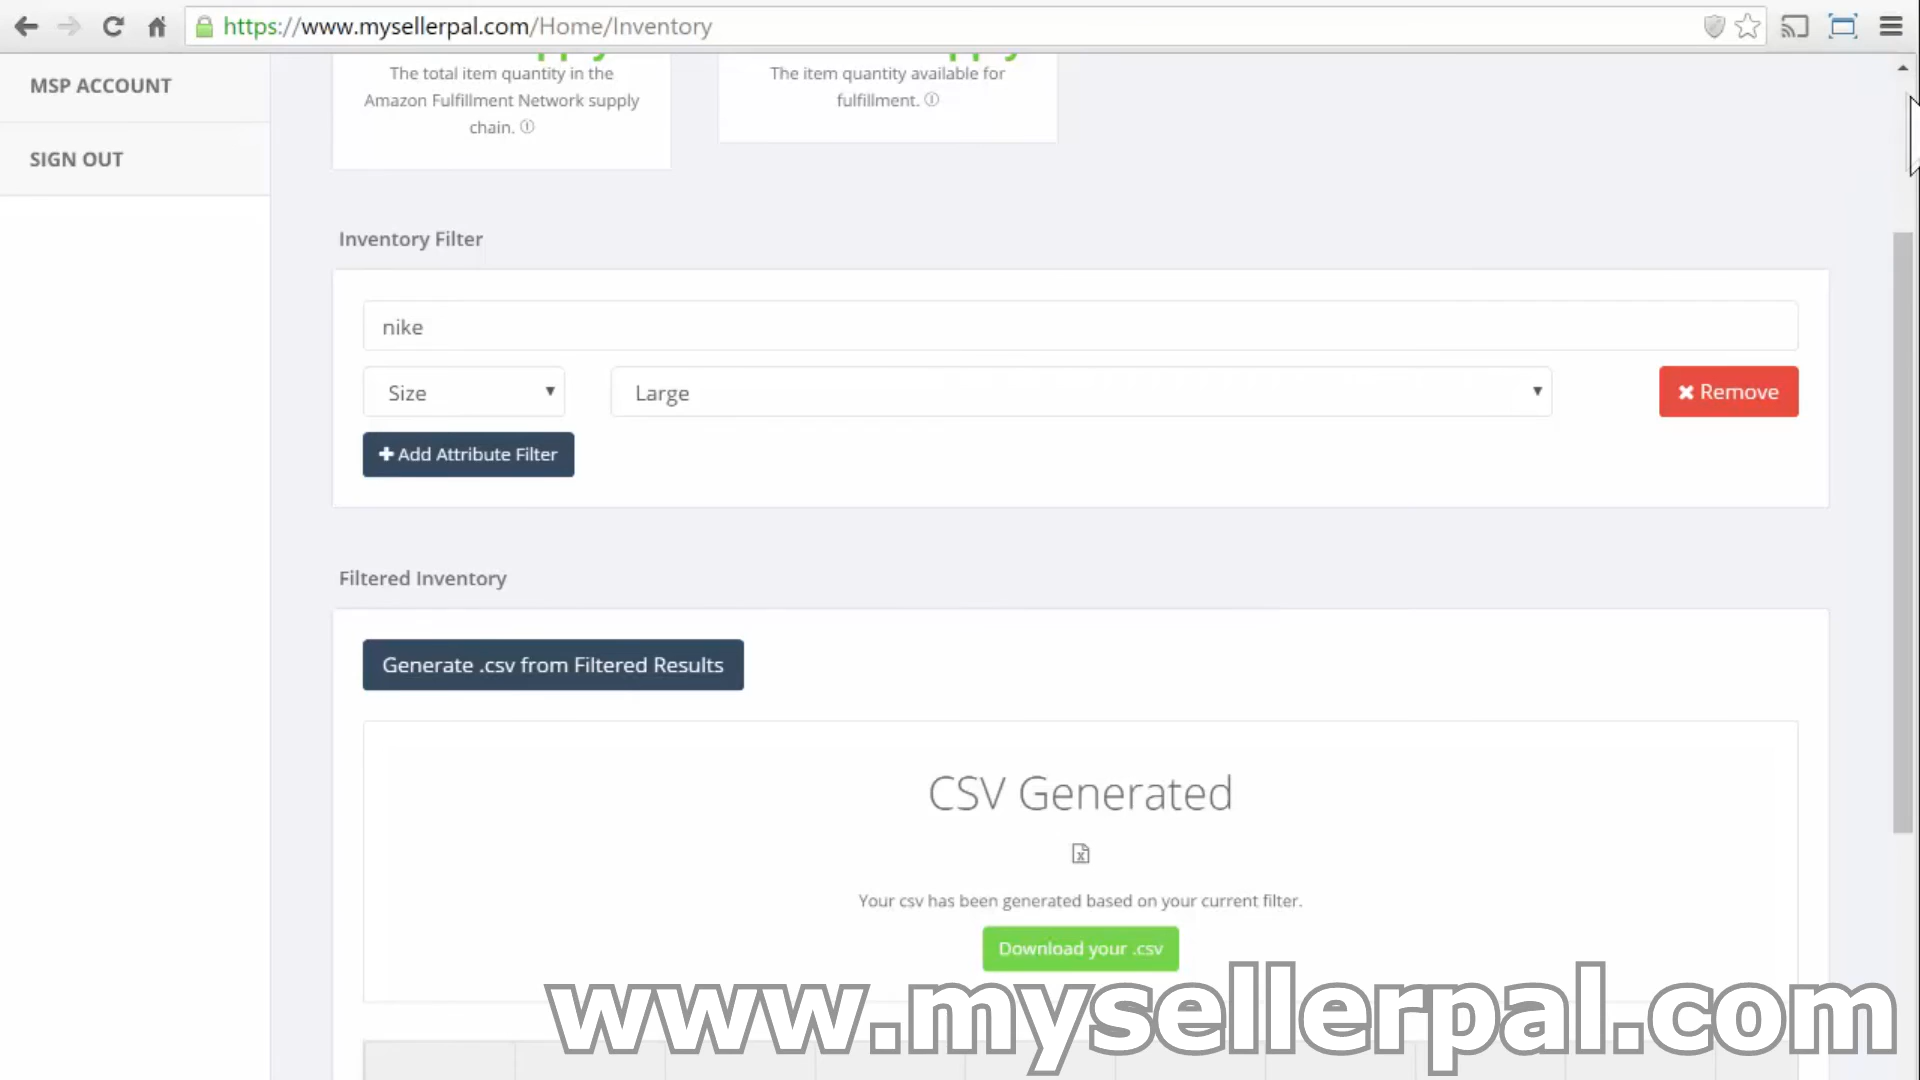 https://www.mysellerpal.com/Home/Inventory
MSP ACCOUNT
SIGN OUT
The total item quantity in the
Amazon Fulfillment Network supply
chain.
The item quantity available for
fulfillment.
Inventory Filter
nike
Size
Large
Remove
Add Attribute Filter
Filtered Inventory
Generate .csv from Filtered Results
CSV Generated
Your csv has been generated based on your current filter.
Download your .csv
www.mysellerpal.com